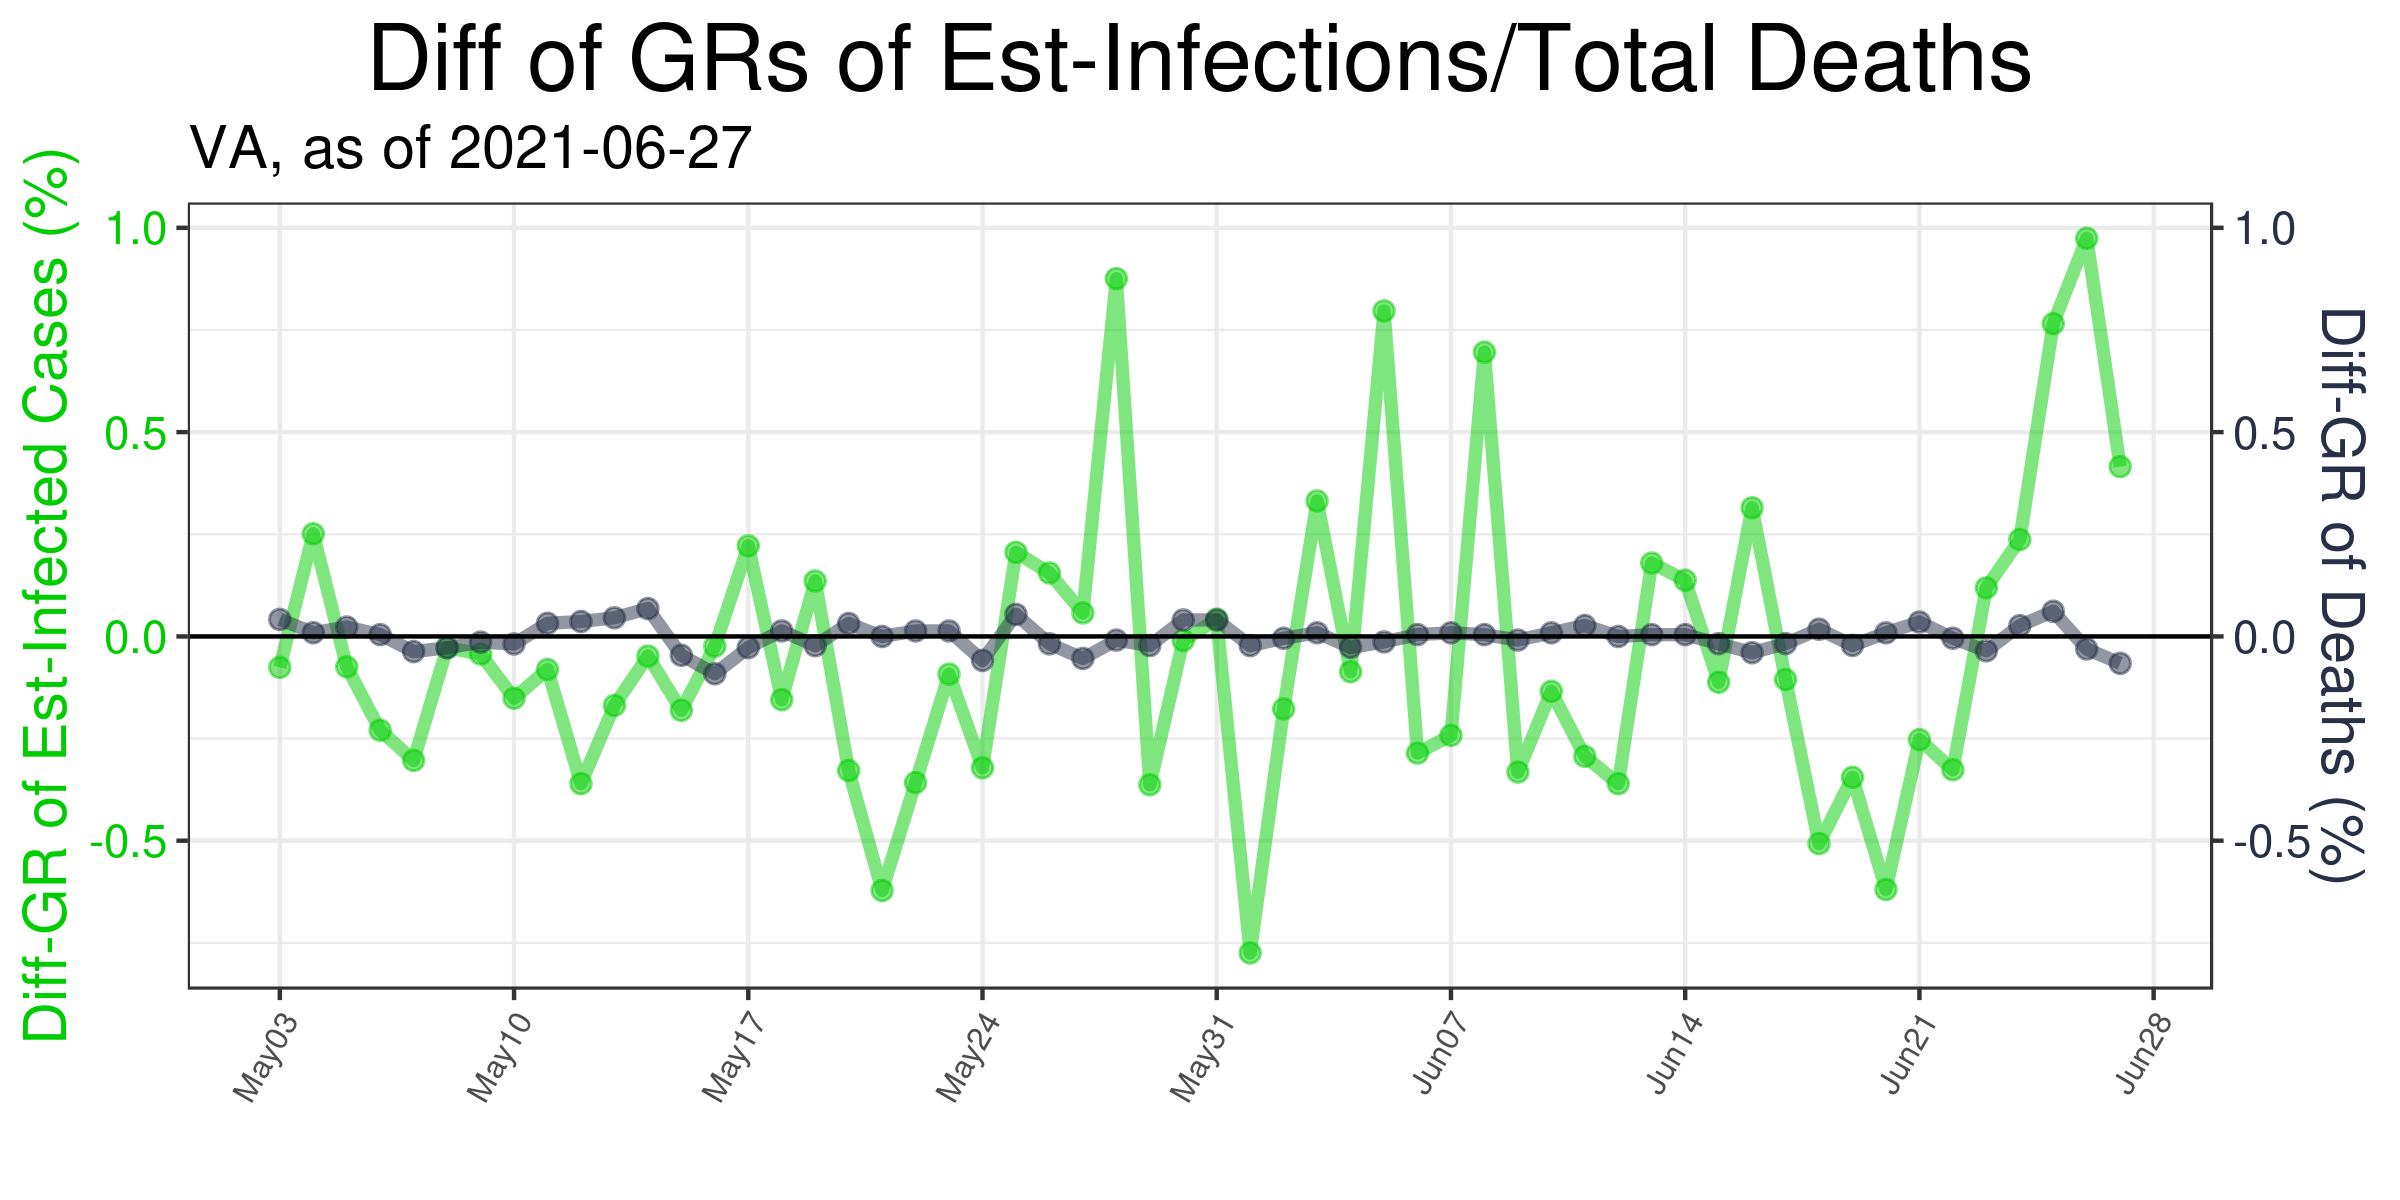 Diff of GRs of Est-Infections/Total Deaths
VA, as of 2021-06-27
Diff-GR of Est-Infected Cases (%)
1.0
0.5
0.0
-0.5
1.0
0.5
0.0
-0.5
Diff-GR of Deaths (%)
May03
May10
May17
May24
May31
Jun07
Jun14
Jun21
Jun28